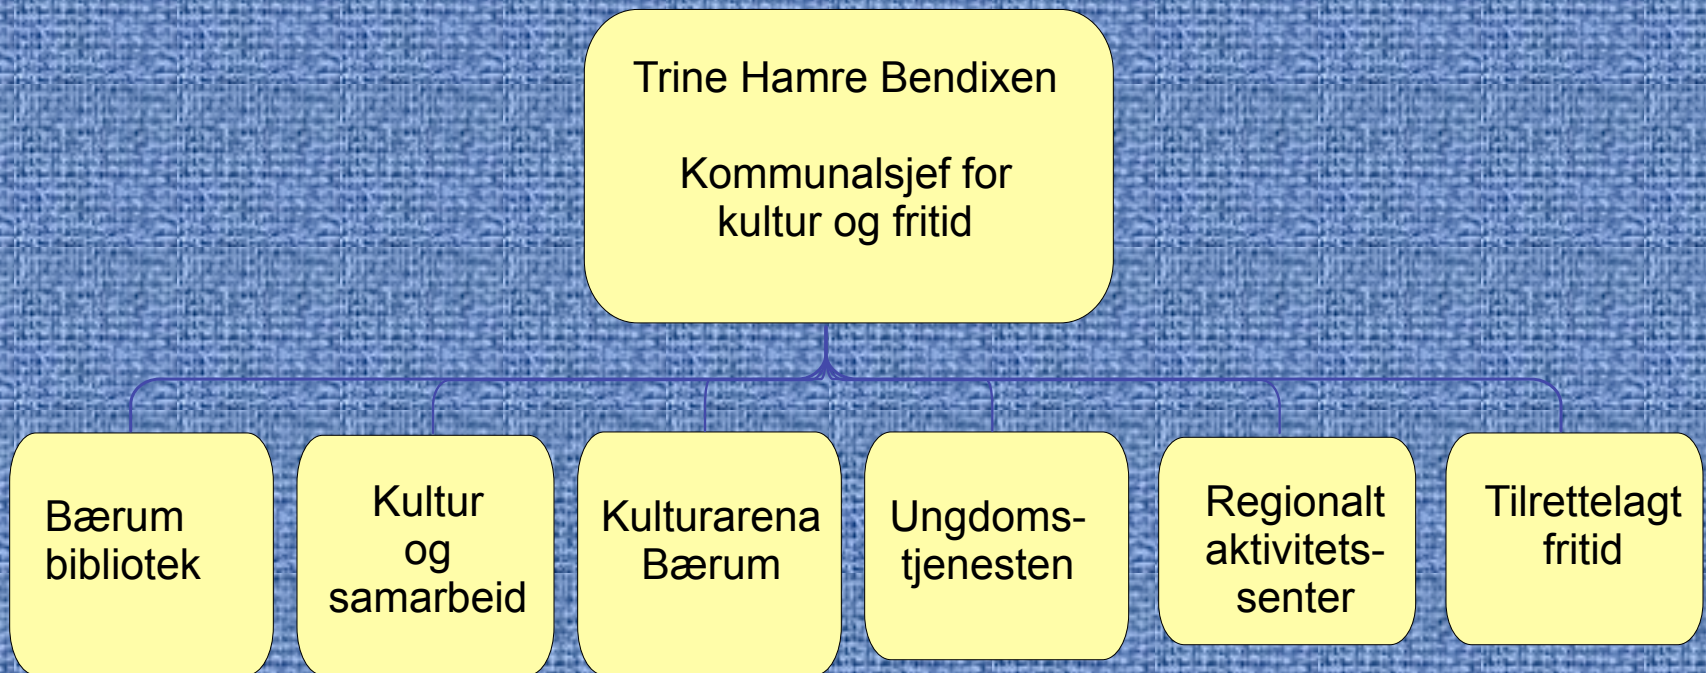 Trine Hamre Bendixen
Kommunalsjef for
kultur og fritid
Bærum
bibliotek
Kultur
og
samarbeid
Kulturarena
Bærum
Ungdoms-
tjenesten
Regionalt
aktivitets-
senter
Tilrettelagt
fritid